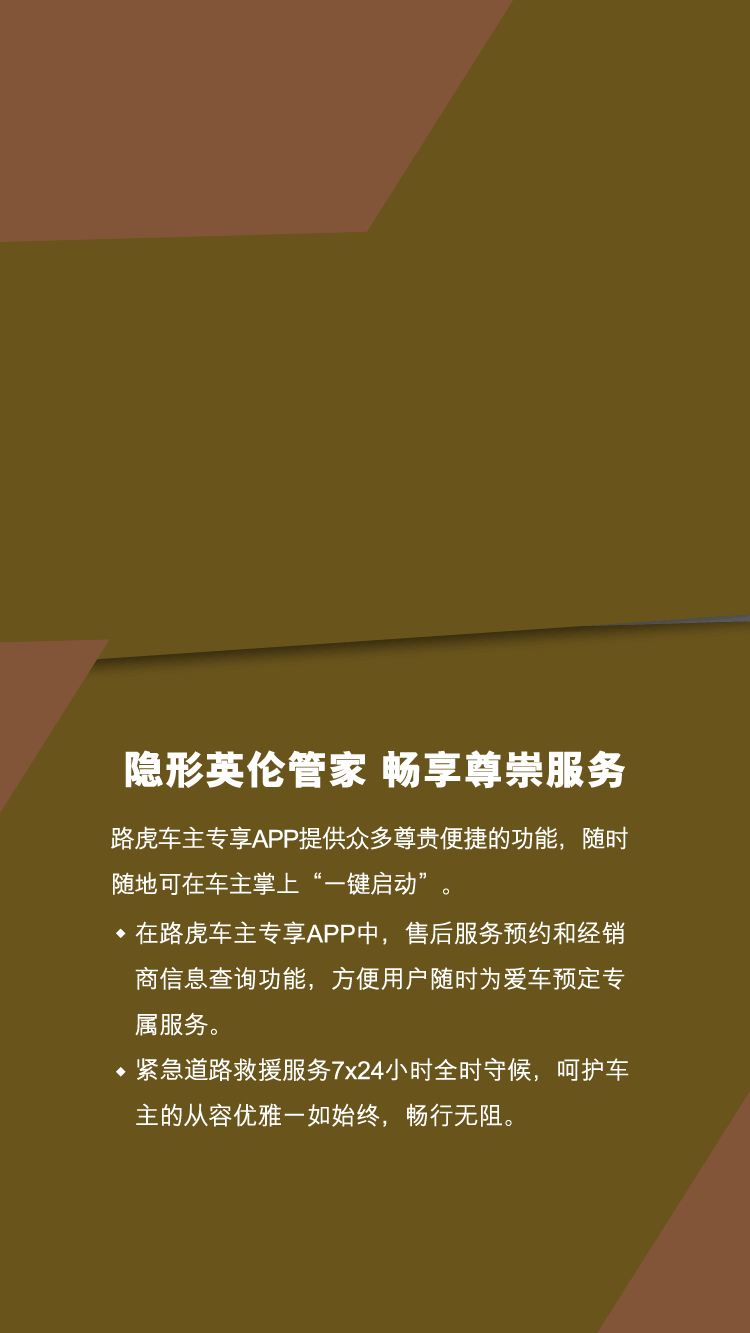 隐形英伦管家 畅享尊崇服务
路虎车主专享APP提供众多尊贵便捷的功能，随时
随地可在车主掌上“一键启动”。
◆ 在路虎车主专享APP中，售后服务预约和经销
商信息查询功能，方便用户随时为爱车预定专
属服务。
◆ 紧急道路救援服务7x24小时全时守候，呵护车
主的从容优雅一如始终，畅行无阻。